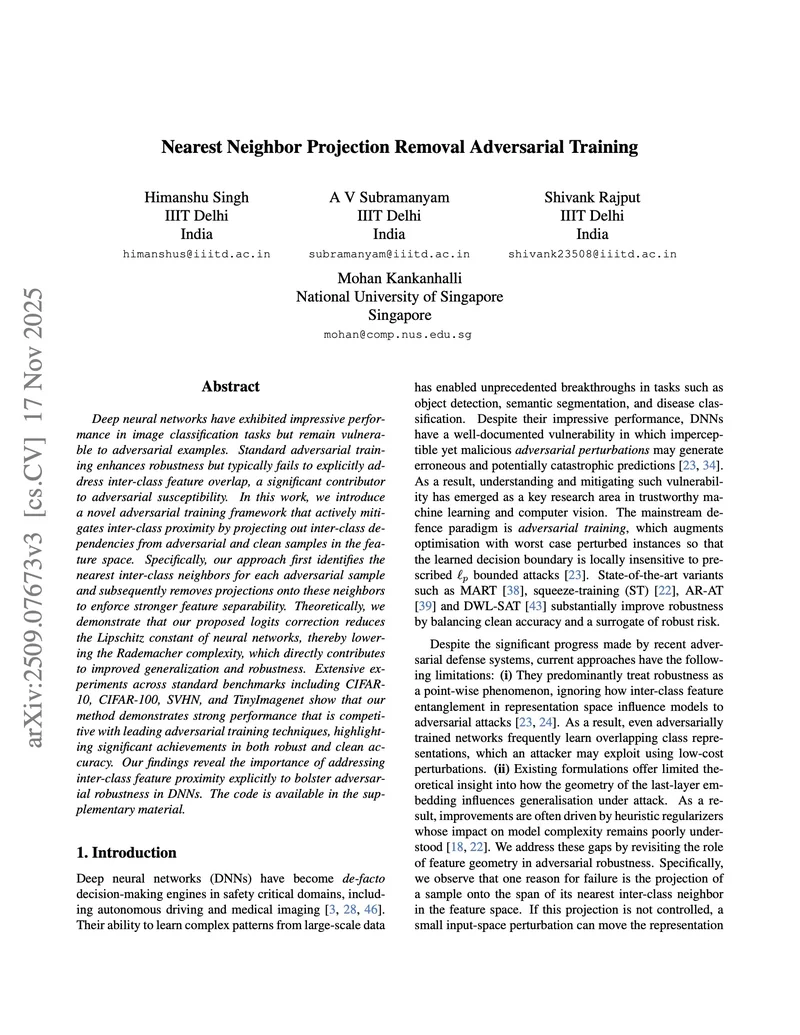 Nearest Neighbor Projection Removal Adversarial Training
Himanshu Singh
IIIT Delhi
India
himanshus@iiitd.ac.in
A V Subramanyam
IIIT Delhi
India
subramanyam@iiitd.ac.in
Shivank Rajput
IIIT Delhi
India
shivank23508@iiitd.ac.in
Mohan Kankanhalli
National University of Singapore
Singapore
mohan@comp.nus.edu.sg
arXiv:2509.07673v3 [cs.CV] 17 Nov 2025
Abstract
Deep neural networks have exhibited impressive perfor-
mance in image classification tasks but remain vulnera-
ble to adversarial examples. Standard adversarial train-
ing enhances robustness but typically fails to explicitly ad-
dress inter-class feature overlap, a significant contributor
to adversarial susceptibility. In this work, we introduce
a novel adversarial training framework that actively miti-
gates inter-class proximity by projecting out inter-class de-
pendencies from adversarial and clean samples in the fea-
ture space. Specifically, our approach first identifies the
nearest inter-class neighbors for each adversarial sample
and subsequently removes projections onto these neighbors
to enforce stronger feature separability. Theoretically, we
demonstrate that our proposed logits correction reduces
the Lipschitz constant of neural networks, thereby lower-
ing the Rademacher complexity, which directly contributes
to improved generalization and robustness. Extensive ex-
periments across standard benchmarks including CIFAR-
10, CIFAR-100, SVHN, and TinyImagenet show that our
method demonstrates strong performance that is competi-
tive with leading adversarial training techniques, highlight-
ing significant achievements in both robust and clean ac-
curacy. Our findings reveal the importance of addressing
inter-class feature proximity explicitly to bolster adversar-
ial robustness in DNNs. The code is available in the sup-
plementary material.
1. Introduction
Deep neural networks (DNNs) have become de-facto
decision-making engines in safety critical domains, includ-
ing autonomous driving and medical imaging [3, 28, 46].
Their ability to learn complex patterns from large-scale data
has enabled unprecedented breakthroughs in tasks such as
object detection, semantic segmentation, and disease clas-
sification. Despite their impressive performance, DNNs
have a well-documented vulnerability in which impercep-
tible yet malicious adversarial perturbations may generate
erroneous and potentially catastrophic predictions [23, 34].
As a result, understanding and mitigating such vulnerabil-
ity has emerged as a key research area in trustworthy ma-
chine learning and computer vision. The mainstream de-
fence paradigm is adversarial training, which augments
optimisation with worst case perturbed instances so that
the learned decision boundary is locally insensitive to pre-
scribed ℓp bounded attacks [23]. State-of-the-art variants
such as MART [38], squeeze-training (ST) [22], AR-AT
[39] and DWL-SAT [43] substantially improve robustness
by balancing clean accuracy and a surrogate of robust risk.
Despite the significant progress made by recent adver-
sarial defense systems, current approaches have the follow-
ing limitations: (i) They predominantly treat robustness as
a point-wise phenomenon, ignoring how inter-class feature
entanglement in representation space influence models to
adversarial attacks [23, 24]. As a result, even adversarially
trained networks frequently learn overlapping class repre-
sentations, which an attacker may exploit using low-cost
perturbations. (ii) Existing formulations offer limited the-
oretical insight into how the geometry of the last-layer em-
bedding influences generalisation under attack. As a re-
sult, improvements are often driven by heuristic regularizers
whose impact on model complexity remains poorly under-
stood [18, 22]. We address these gaps by revisiting the role
of feature geometry in adversarial robustness. Specifically,
we observe that one reason for failure is the projection of
a sample onto the span of its nearest inter-class neighbor
in the feature space. If this projection is not controlled, a
small input-space perturbation can move the representation